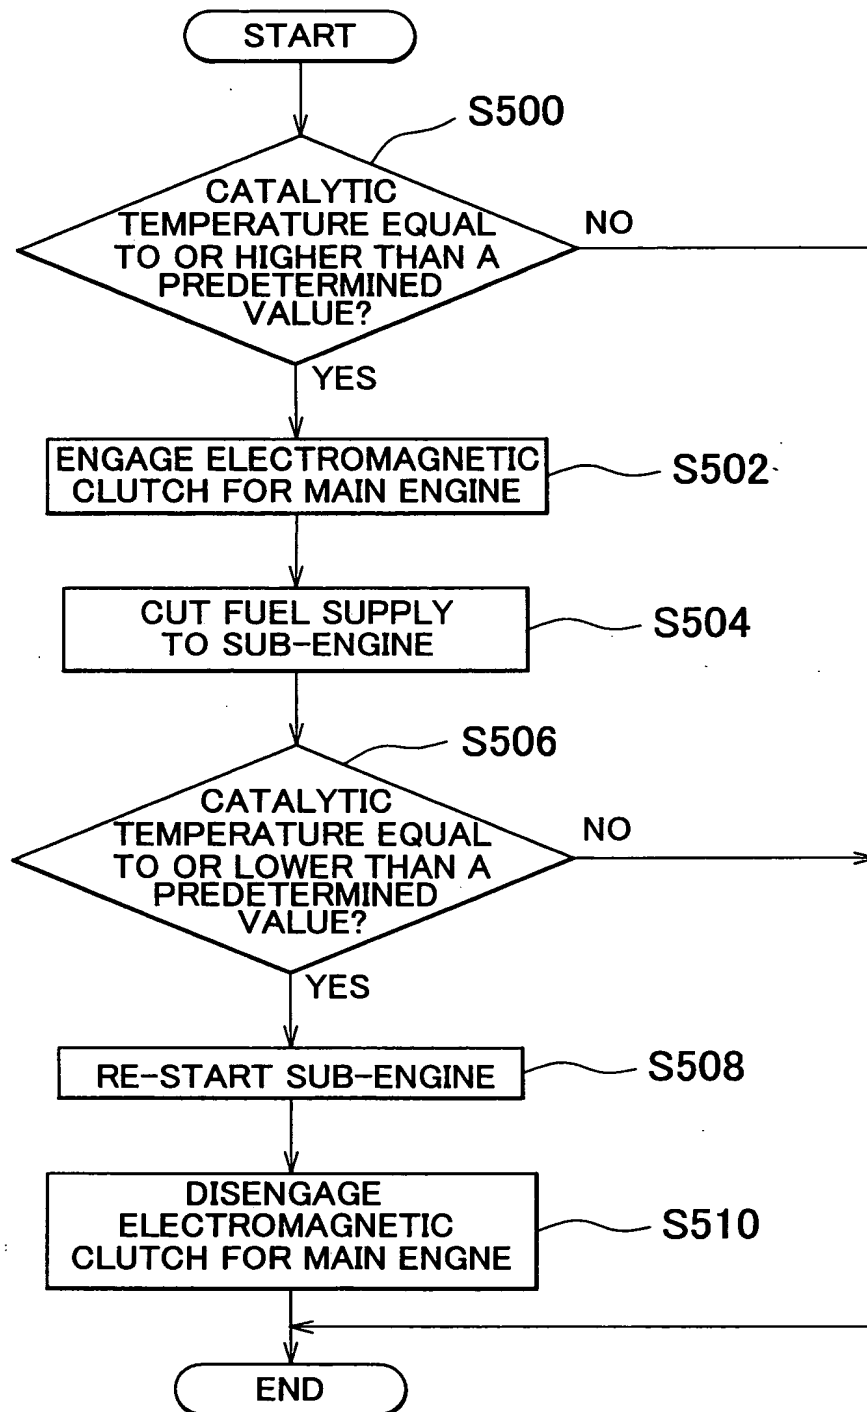 START
S500
CATALYTIC
TEMPERATURE EQUAL
TO OR HIGHER THAN A
PREDETERMINED
VALUE?
NO
YES
ENGAGE ELECTROMAGNETIC
CLUTCH FOR MAIN ENGINE
S502
CUT FUEL SUPPLY
TO SUB-ENGINE
S504
S506
CATALYTIC
TEMPERATURE EQUAL
TO OR LOWER THAN A
PREDETERMINED
VALUE?
NO
YES
RE-START SUB-ENGINE
S508
DISENGAGE
ELECTROMAGNETIC
CLUTCH FOR MAIN ENGNE
S510
END